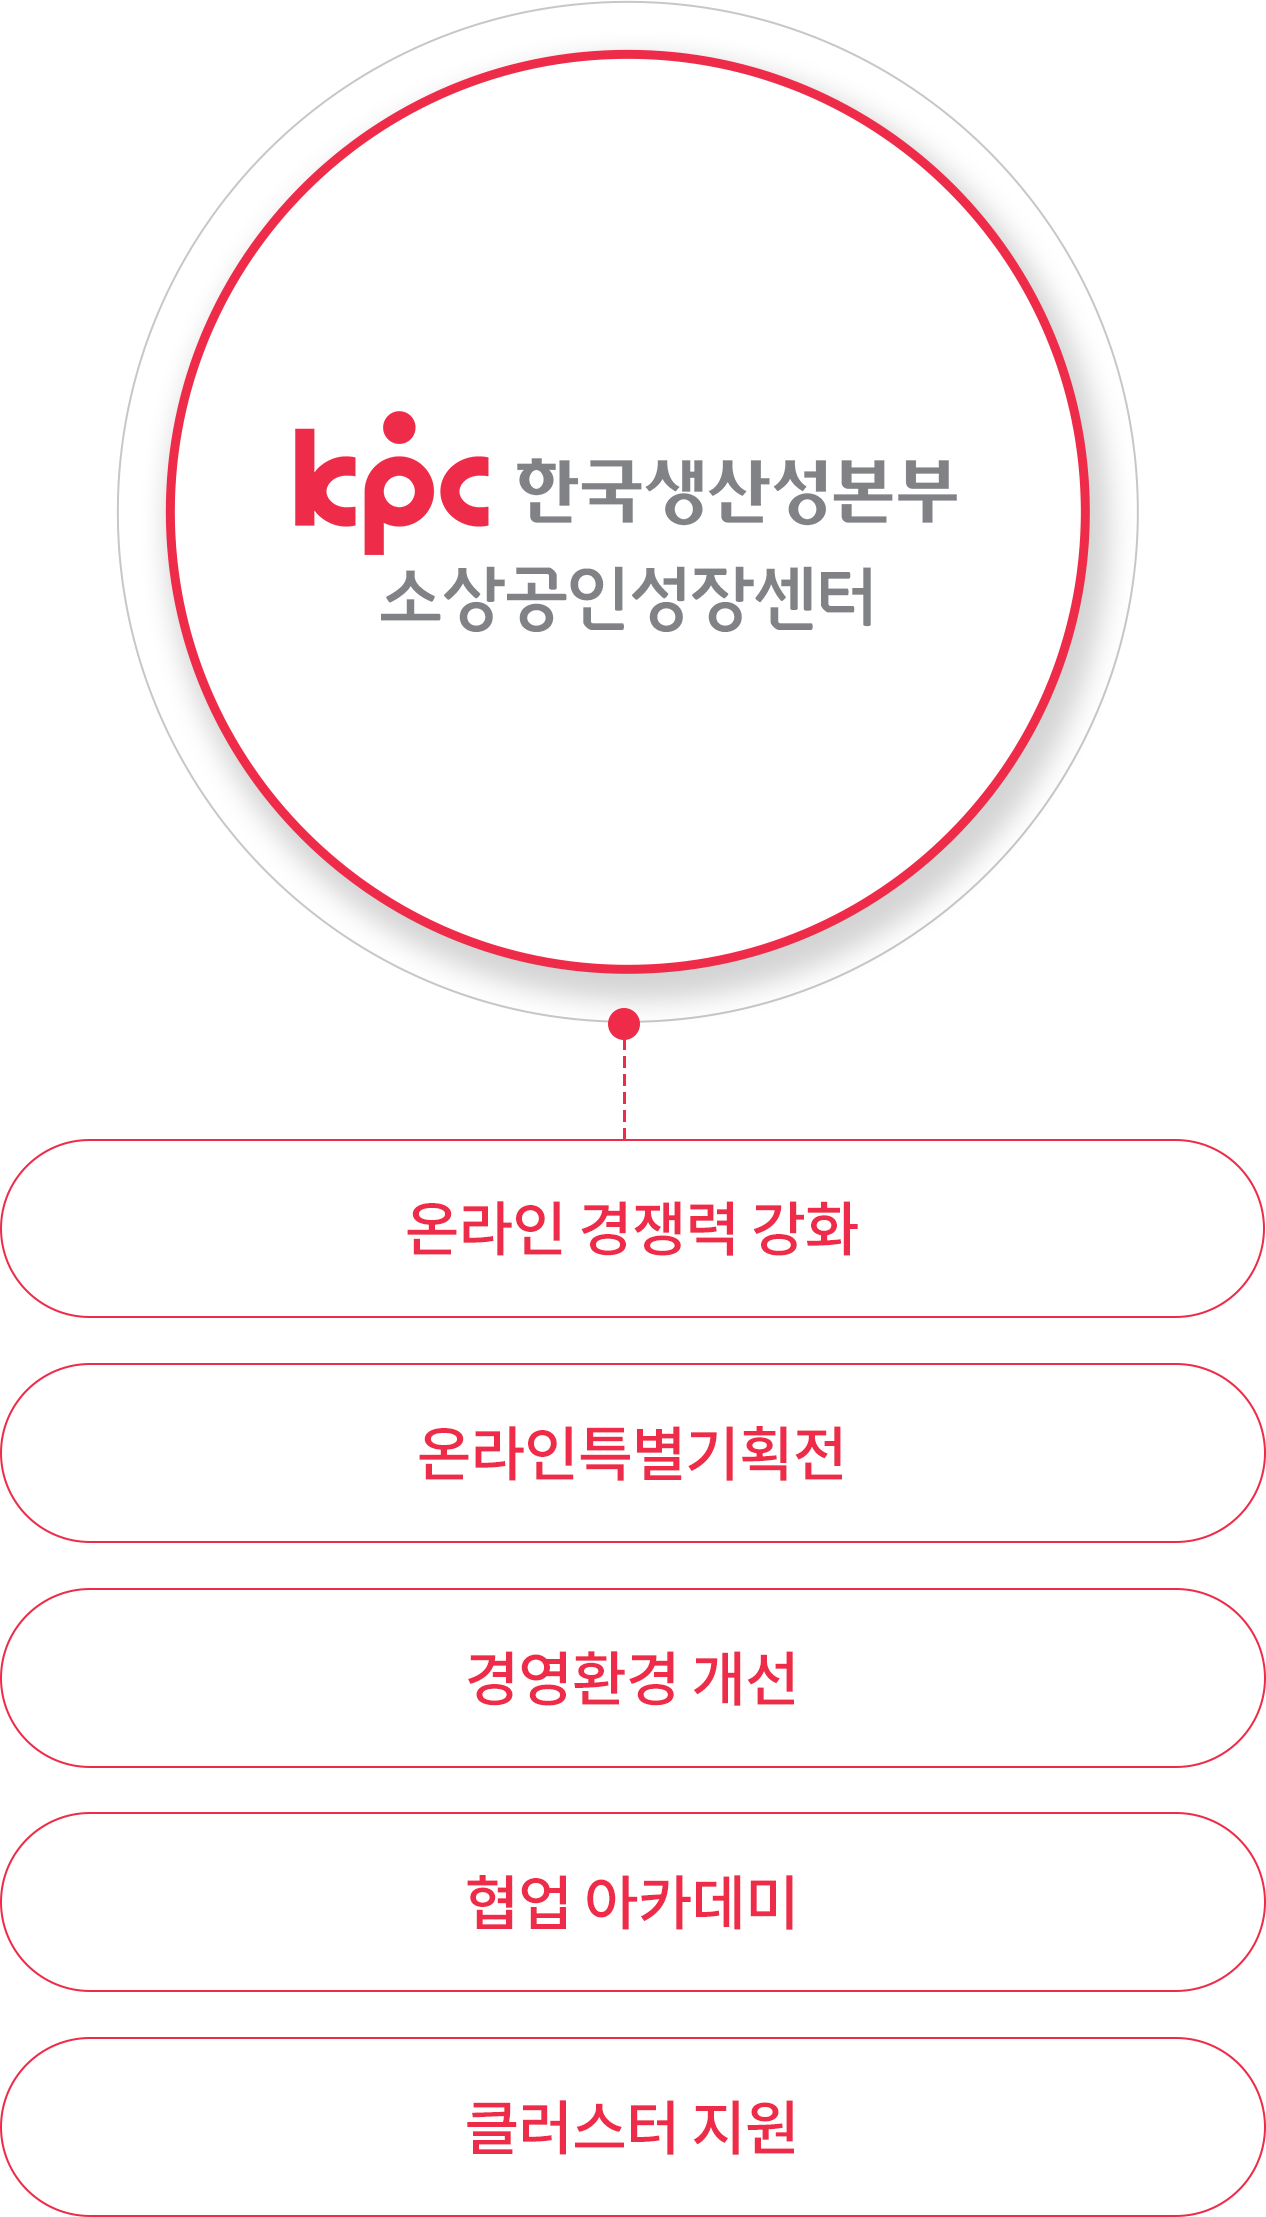 kpc 한국생산성본부
소상공인성장센터
온라인 경쟁력 강화
온라인특별기획전
경영환경 개선
협업 아카데미
클러스터 지원